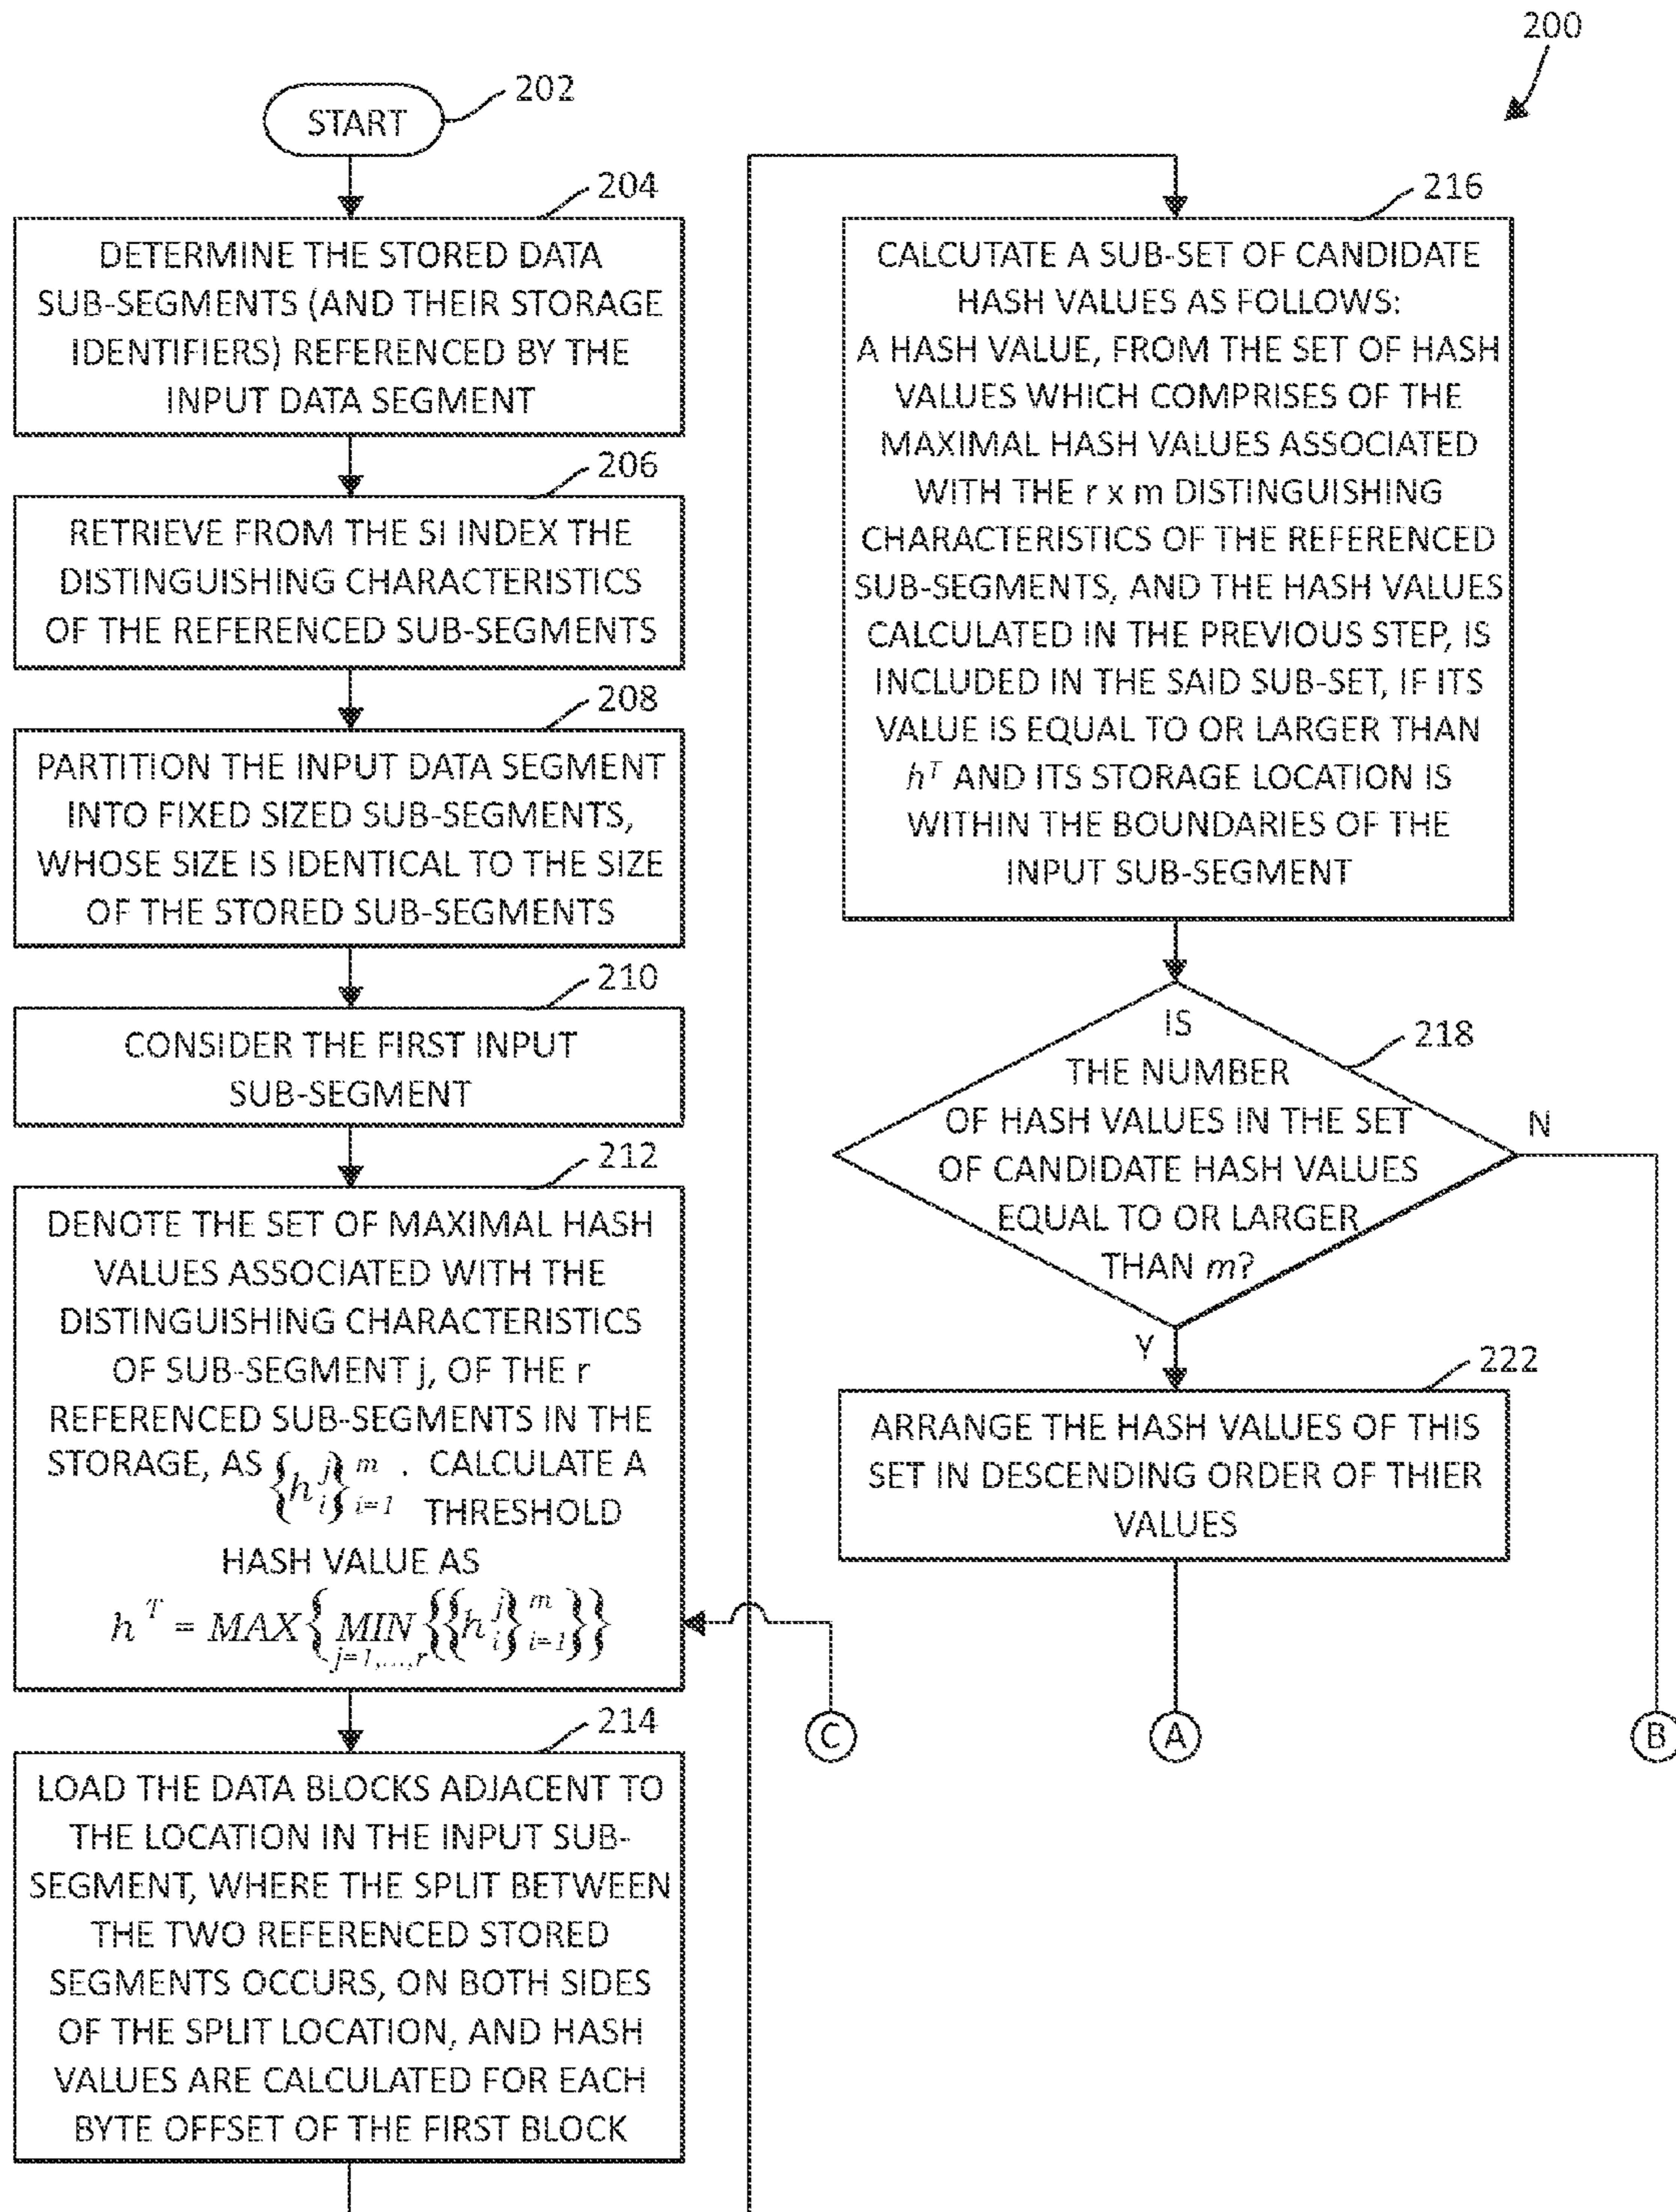 200
START
202
204
DETERMINE THE STORED DATA
SUB-SEGMENTS (AND THEIR STORAGE
IDENTIFIERS) REFERENCED BY THE
INPUT DATA SEGMENT
206
RETRIEVE FROM THE SI INDEX THE
DISTINGUISHING CHARACTERISTICS
OF THE REFERENCED SUB-SEGMENTS
208
PARTITION THE INPUT DATA SEGMENT
INTO FIXED SIZED SUB-SEGMENTS,
WHOSE SIZE IS IDENTICAL TO THE SIZE
OF THE STORED SUB-SEGMENTS
210
CONSIDER THE FIRST INPUT
SUB-SEGMENT
212
DENOTE THE SET OF MAXIMAL HASH
VALUES ASSOCIATED WITH THE
DISTINGUISHING CHARACTERISTICS
OF SUB-SEGMENT j, OF THE r
REFERENCED SUB-SEGMENTS IN THE
STORAGE, AS {h_i^j}_{i=1}^m . CALCULATE A
THRESHOLD
HASH VALUE AS
h^T = MAX{MIN_{j=1,...,r}{{h_i^j}_{i=1}^m}}
214
LOAD THE DATA BLOCKS ADJACENT TO
THE LOCATION IN THE INPUT SUB-
SEGMENT, WHERE THE SPLIT BETWEEN
THE TWO REFERENCED STORED
SEGMENTS OCCURS, ON BOTH SIDES
OF THE SPLIT LOCATION, AND HASH
VALUES ARE CALCULATED FOR EACH
BYTE OFFSET OF THE FIRST BLOCK
216
CALCUTATE A SUB-SET OF CANDIDATE
HASH VALUES AS FOLLOWS:
A HASH VALUE, FROM THE SET OF HASH
VALUES WHICH COMPRISES OF THE
MAXIMAL HASH VALUES ASSOCIATED
WITH THE r x m DISTINGUISHING
CHARACTERISTICS OF THE REFERENCED
SUB-SEGMENTS, AND THE HASH VALUES
CALCULATED IN THE PREVIOUS STEP, IS
INCLUDED IN THE SAID SUB-SET, IF ITS
VALUE IS EQUAL TO OR LARGER THAN
h^T AND ITS STORAGE LOCATION IS
WITHIN THE BOUNDARIES OF THE
INPUT SUB-SEGMENT
218
IS
THE NUMBER
OF HASH VALUES IN THE SET
OF CANDIDATE HASH VALUES
EQUAL TO OR LARGER
THAN m?
N
Y
222
ARRANGE THE HASH VALUES OF THIS
SET IN DESCENDING ORDER OF THIER
VALUES
C
A
B